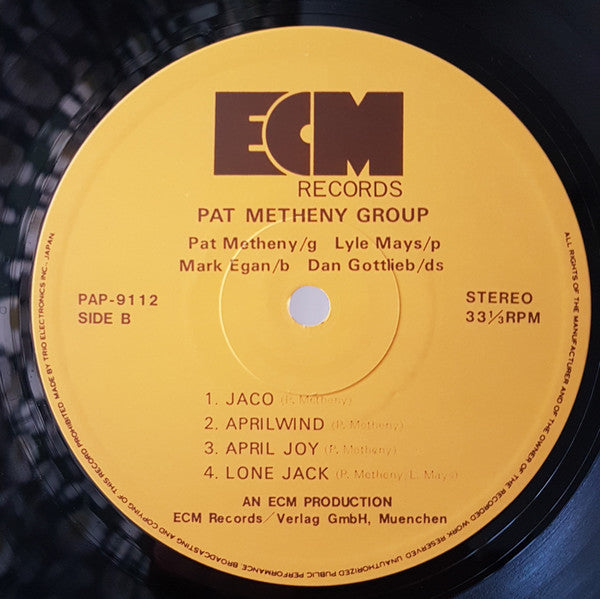 ECM
RECORDS
PAT METHENY GROUP
Pat Metheny/g Lyle Mays/p
Mark Egan/b Dan Gottlieb/ds
PAP-9112
SIDE B
STEREO
33⅓RPM
1. JACO (P. Metheny)
2. APRILWIND (P. Metheny)
3. APRIL JOY (P. Metheny)
4. LONE JACK (P. Metheny, L. Mays)
AN ECM PRODUCTION
ECM Records/Verlag GmbH, Muenchen
ALL RIGHTS OF THE MANUFACTURER AND OF THE OWNER OF THE RECORDED WORK RESERVED UNAUTHORIZED PUBLIC PERFORMANCE BROADCASTING AND COPYING OF THIS RECORD PROHIBITED MADE BY TRIO ELECTRONICS INC. JAPAN